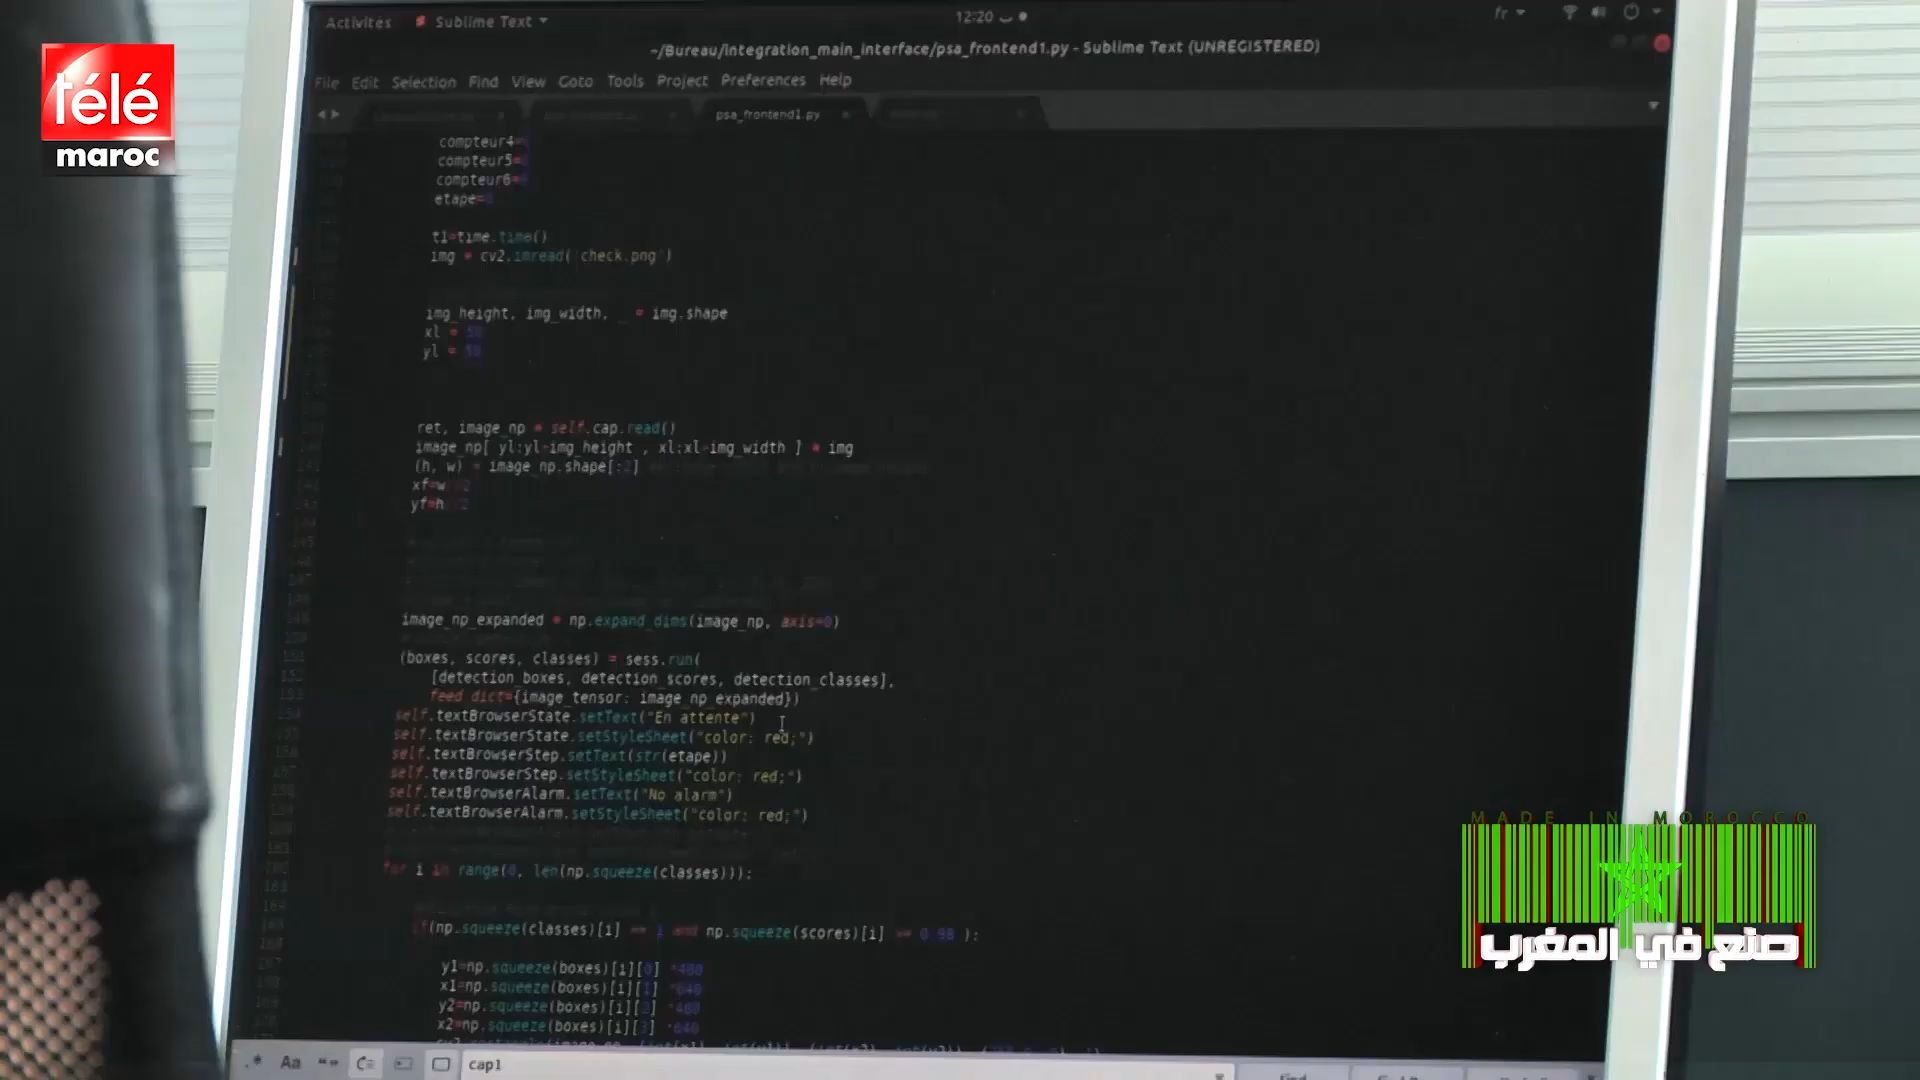 Activités Sublime Text 12:20 fr
~/Bureau/integration_main_interface/psa_frontend1.py - Sublime Text (UNREGISTERED)
télé
maroc
File Edit Selection Find View Goto Tools Project Preferences Help
psa_frontend1.py
compteur4=
compteur5=
compteur6=
etape=
t1=time.time()
img = cv2.imread('check.png')
img_height, img_width, _ = img.shape
xl = 50
yl = 50
ret, image_np = self.cap.read()
image_np[ yl:yl+img_height , xl:xl+img_width ] = img
(h, w) = image_np.shape[:2]
xf=w//2
yf=h//2
image_np_expanded = np.expand_dims(image_np, axis=0)
(boxes, scores, classes) = sess.run(
[detection_boxes, detection_scores, detection_classes],
feed_dict={image_tensor: image_np_expanded})
self.textBrowserState.setText("En attente")
self.textBrowserState.setStyleSheet("color: red;")
self.textBrowserStep.setText(str(etape))
self.textBrowserStep.setStyleSheet("color: red;")
self.textBrowserAlarm.setText("No alarm")
self.textBrowserAlarm.setStyleSheet("color: red;")
for i in range(0, len(np.squeeze(classes))):
if(np.squeeze(classes)[i] == 1 and np.squeeze(scores)[i] >= 0.98 ):
y1=np.squeeze(boxes)[i][0] *480
x1=np.squeeze(boxes)[i][1] *640
y2=np.squeeze(boxes)[i][2] *480
x2=np.squeeze(boxes)[i][3] *640
cap1
MADE IN MOROCCO
صنع في المغرب